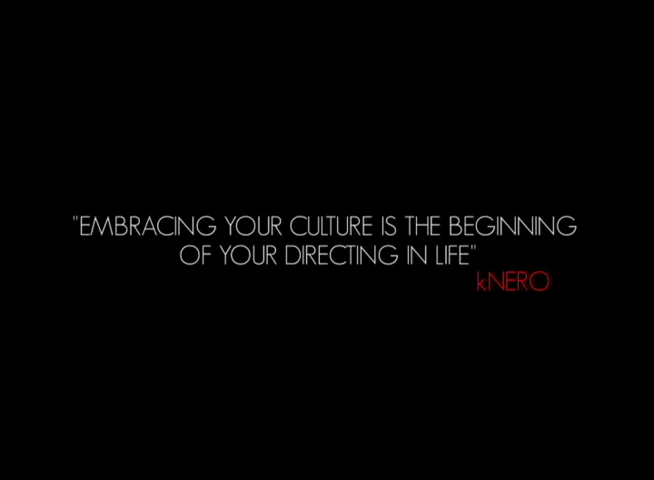 "EMBRACING YOUR CULTURE IS THE BEGINNING
OF YOUR DIRECTING IN LIFE"
kNERO